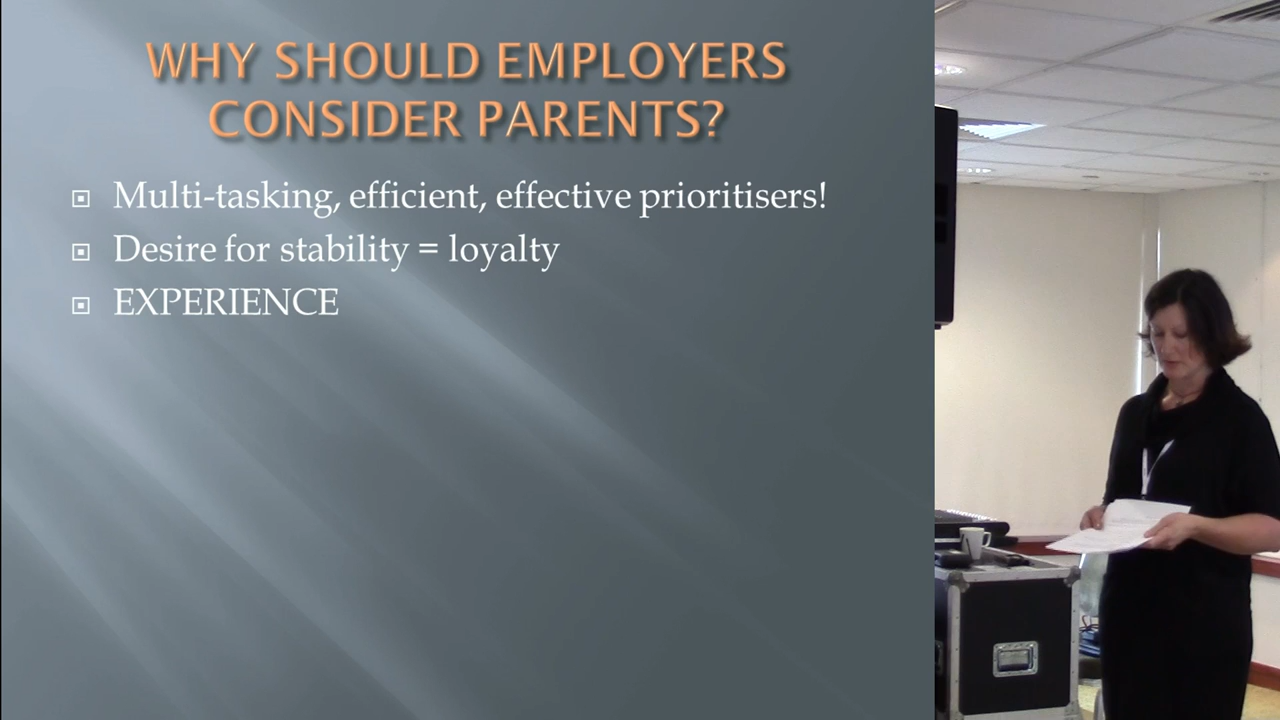 WHY SHOULD EMPLOYERS
CONSIDER PARENTS?
Multi-tasking, efficient, effective prioritisers!
Desire for stability = loyalty
EXPERIENCE